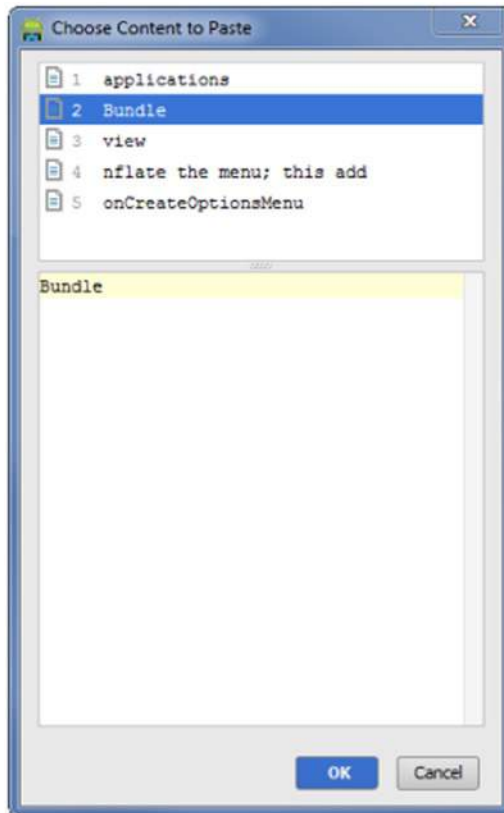 Choose Content to Paste
1 applications
2 Bundle
3 view
4 nflate the menu; this add
5 onCreateOptionsMenu
Bundle
OK Cancel